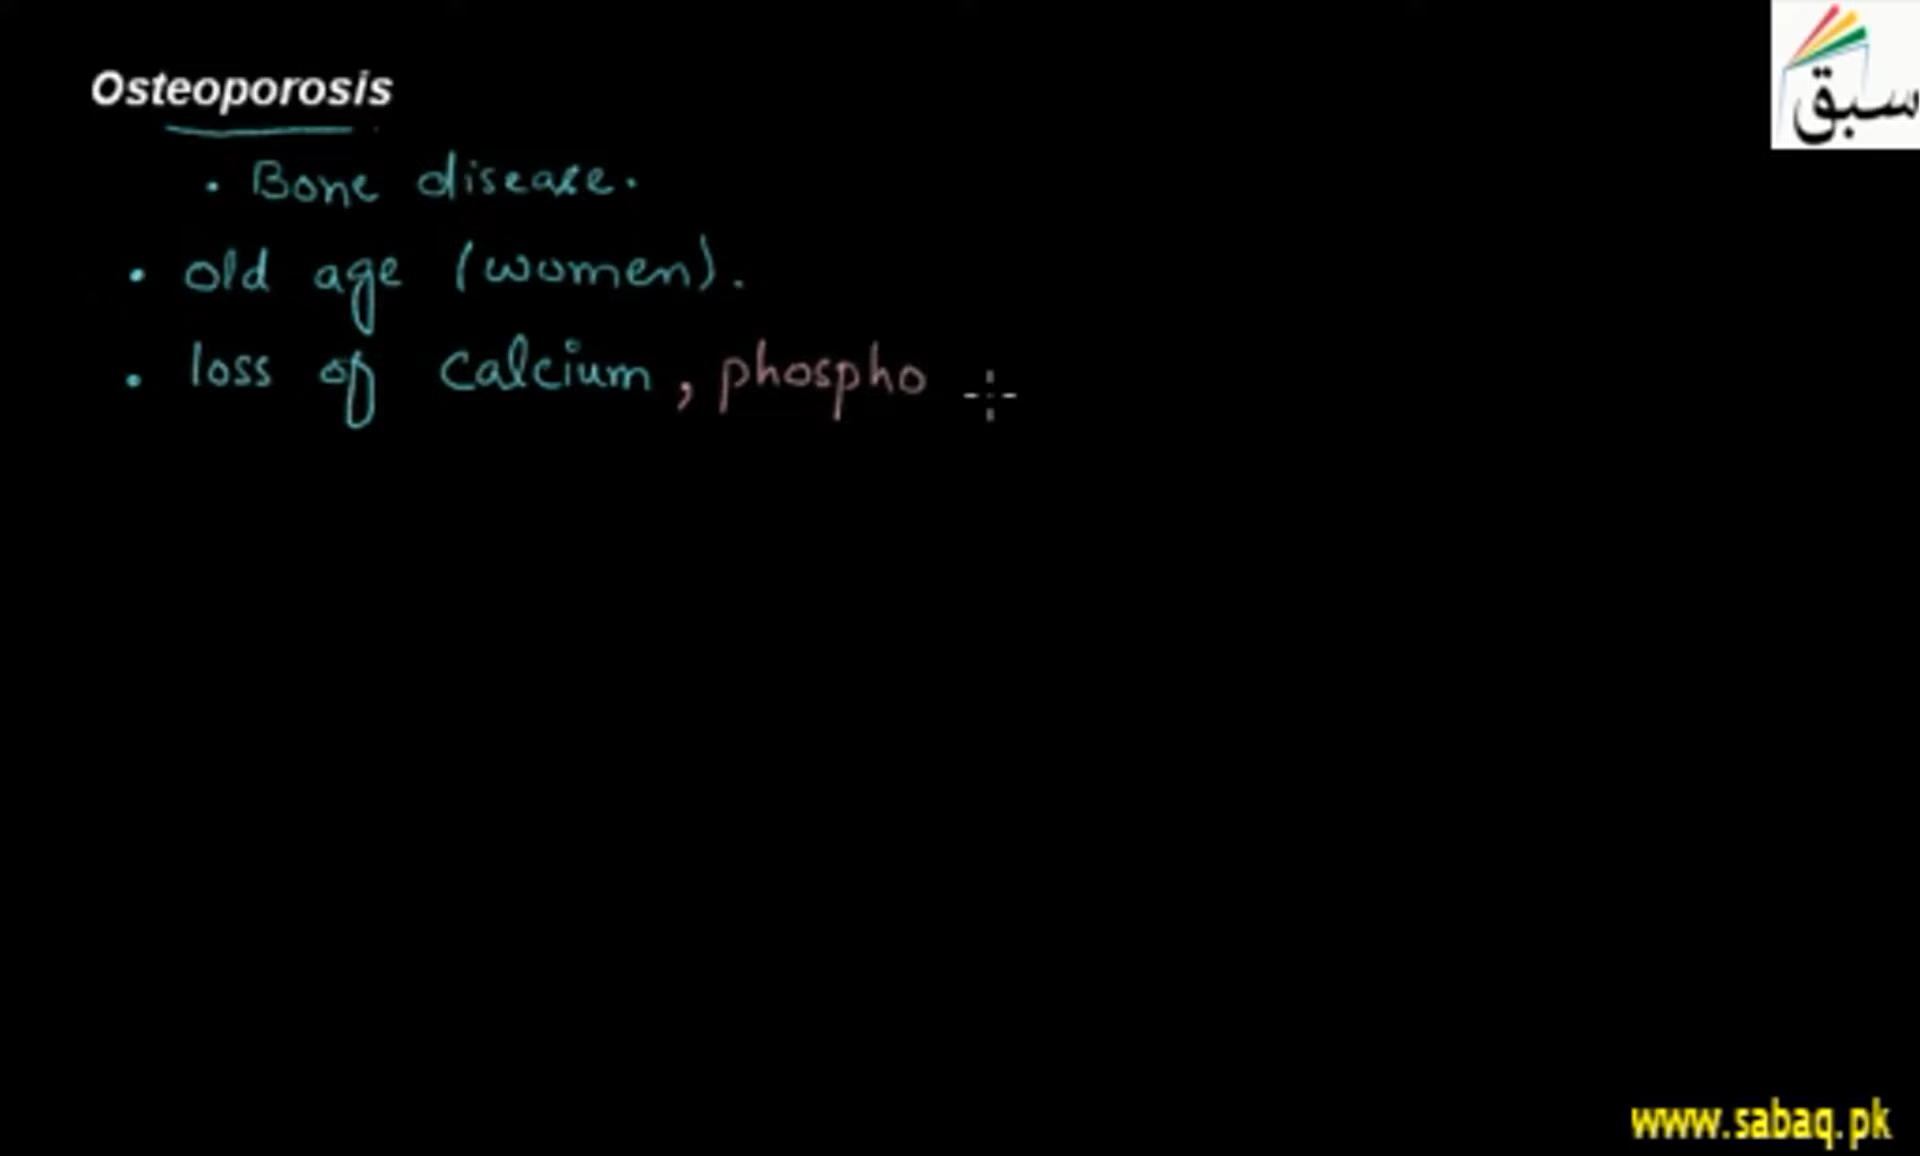 Osteoporosis
سبق
• Bone disease.
• old age (women).
• loss of calcium, phospho
www.sabaq.pk